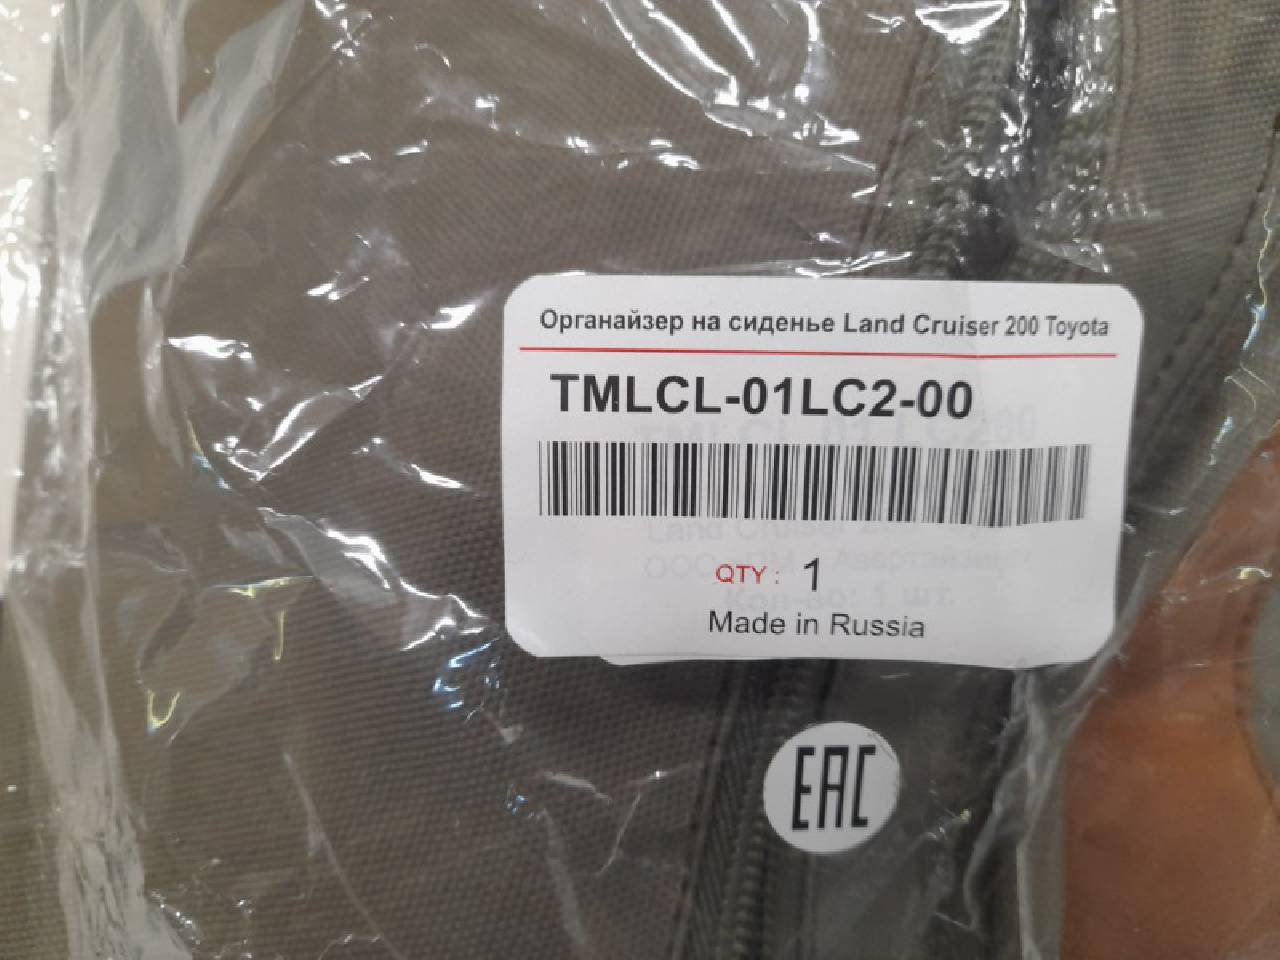 Органайзер на сиденье Land Cruiser 200 Toyota
TMLCL-01LC2-00
QTY: 1
Made in Russia
EAC